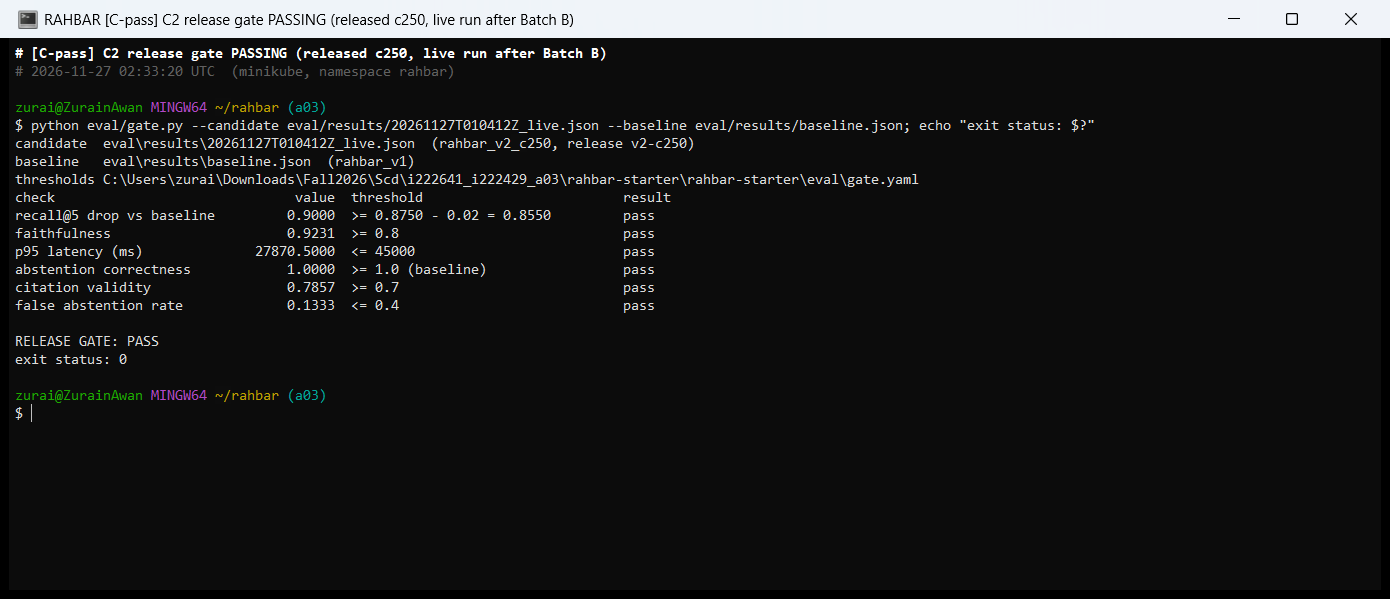 RAHBAR [C-pass] C2 release gate PASSING (released c250, live run after Batch B)
# [C-pass] C2 release gate PASSING (released c250, live run after Batch B)
# 2026-11-27 02:33:20 UTC  (minikube, namespace rahbar)
zurai@ZurainAwan MINGW64 ~/rahbar (a03)
$ python eval/gate.py --candidate eval/results/20261127T010412Z_live.json --baseline eval/results/baseline.json; echo "exit status: $?"
candidate  eval\results\20261127T010412Z_live.json  (rahbar_v2_c250, release v2-c250)
baseline   eval\results\baseline.json  (rahbar_v1)
thresholds C:\Users\zurai\Downloads\Fall2026\Scd\i222641_i222429_a03\rahbar-starter\rahbar-starter\eval\gate.yaml
check                              value  threshold                         result
recall@5 drop vs baseline         0.9000  >= 0.8750 - 0.02 = 0.8550         pass
faithfulness                      0.9231  >= 0.8                            pass
p95 latency (ms)              27870.5000  <= 45000                          pass
abstention correctness            1.0000  >= 1.0 (baseline)                 pass
citation validity                 0.7857  >= 0.7                            pass
false abstention rate             0.1333  <= 0.4                            pass
RELEASE GATE: PASS
exit status: 0
zurai@ZurainAwan MINGW64 ~/rahbar (a03)
$